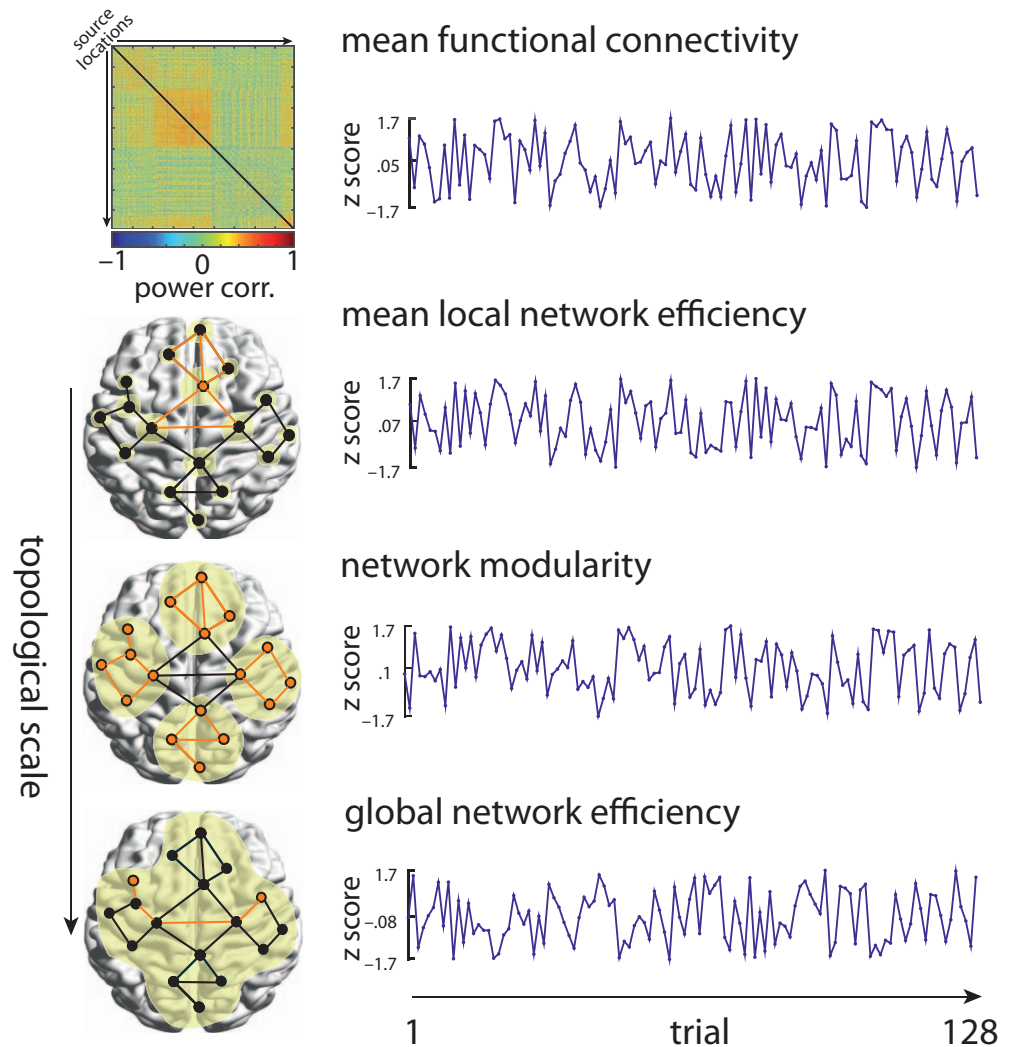 source
locations
−1
0
1
power corr.
mean functional connectivity
z score
1.7
.05
−1.7
mean local network efficiency
z score
1.7
.07
−1.7
topological scale
network modularity
z score
1.7
.1
−1.7
global network efficiency
z score
1.7
-.08
−1.7
1
trial
128